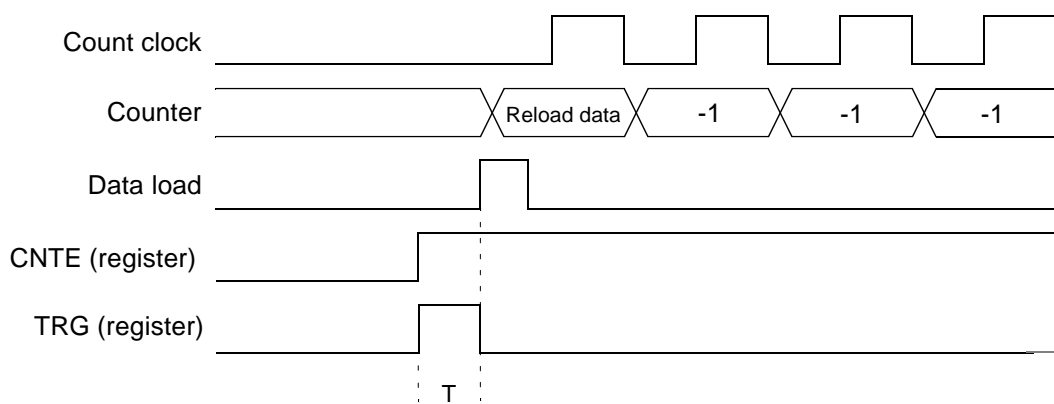 Count clock
Counter
Reload data
-1
-1
-1
Data load
CNTE (register)
TRG (register)
T